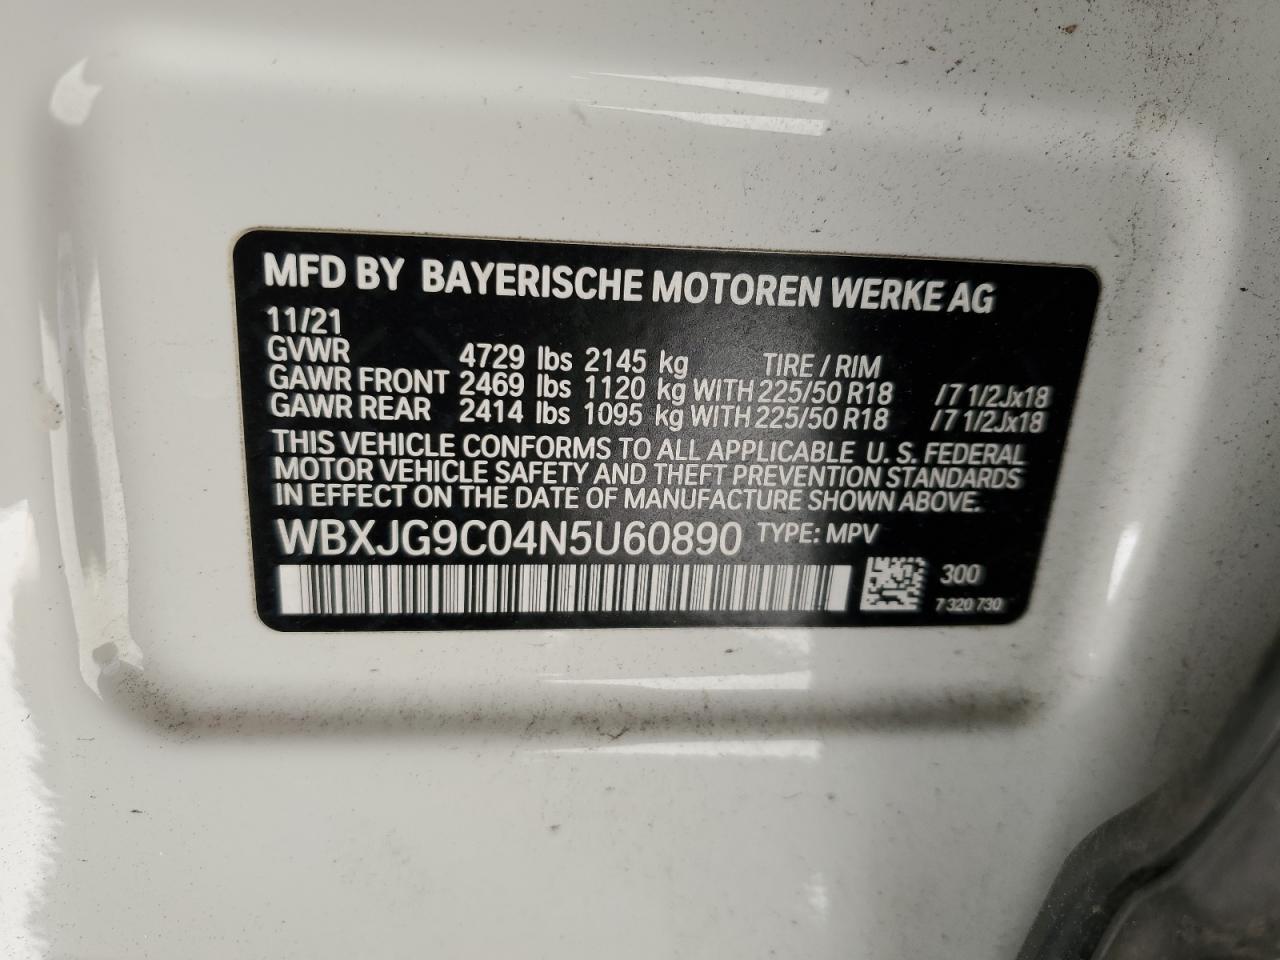 MFD BY BAYERISCHE MOTOREN WERKE AG
11/21
GVWR 4729 lbs 2145 kg TIRE / RIM
GAWR FRONT 2469 lbs 1120 kg WITH 225/50 R18 /7 1/2Jx18
GAWR REAR 2414 lbs 1095 kg WITH 225/50 R18 /7 1/2Jx18
THIS VEHICLE CONFORMS TO ALL APPLICABLE U. S. FEDERAL
MOTOR VEHICLE SAFETY AND THEFT PREVENTION STANDARDS
IN EFFECT ON THE DATE OF MANUFACTURE SHOWN ABOVE.
WBXJG9C04N5U60890 TYPE: MPV
300
7 320 730